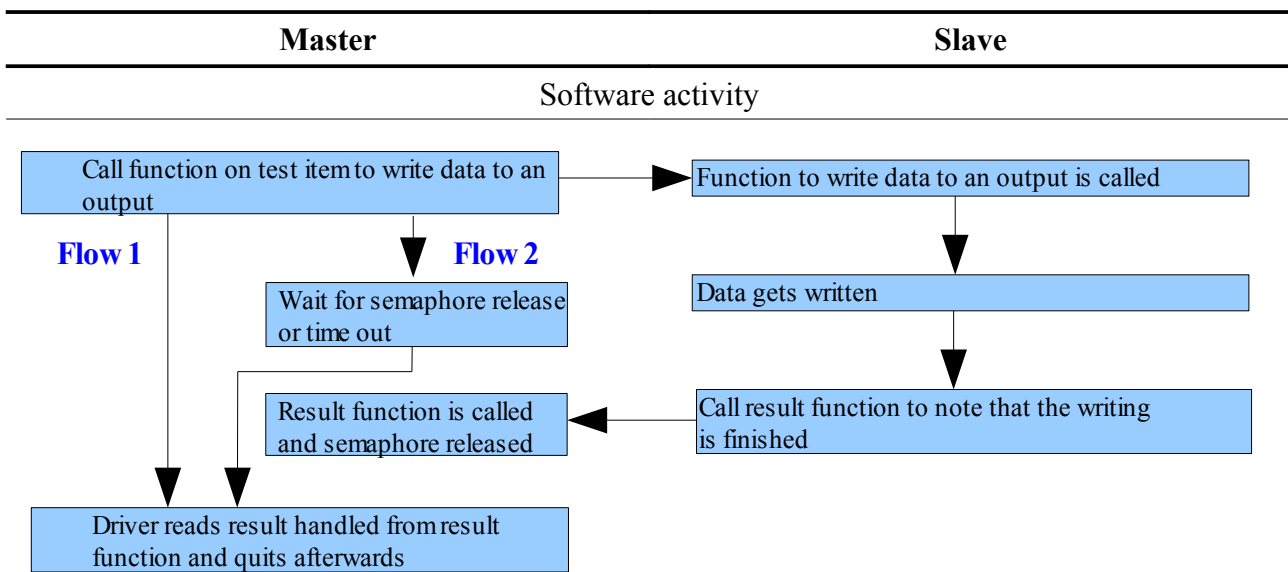 Master
Slave
Software activity
Call function on test item to write data to an
output
Function to write data to an output is called
Flow 1
Flow 2
Wait for semaphore release
or time out
Data gets written
Result function is called
and semaphore released
Call result function to note that the writing
is finished
Driver reads result handled from result
function and quits afterwards